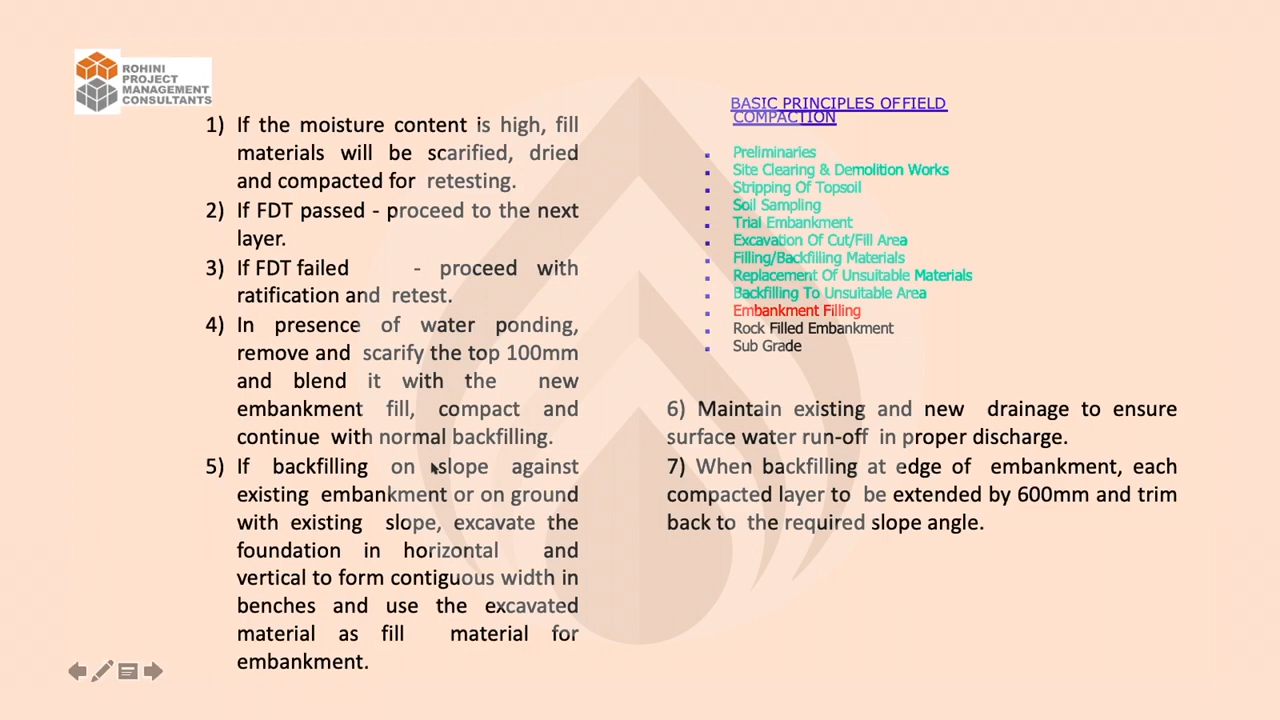 ROHINI
PROJECT
MANAGEMENT
CONSULTANTS
1) If the moisture content is high, fill
materials will be scarified, dried
and compacted for retesting.
2) If FDT passed - proceed to the next
layer.
3) If FDT failed - proceed with
ratification and retest.
4) In presence of water ponding,
remove and scarify the top 100mm
and blend it with the new
embankment fill, compact and
continue with normal backfilling.
5) If backfilling on slope against
existing embankment or on ground
with existing slope, excavate the
foundation in horizontal and
vertical to form contiguous width in
benches and use the excavated
material as fill material for
embankment.
BASIC PRINCIPLES OF FIELD
COMPACTION
▪ Preliminaries
▪ Site Clearing & Demolition Works
▪ Stripping Of Topsoil
▪ Soil Sampling
▪ Trial Embankment
▪ Excavation Of Cut/Fill Area
▪ Filling/Backfilling Materials
▪ Replacement Of Unsuitable Materials
▪ Backfilling To Unsuitable Area
▪ Embankment Filling
▪ Rock Filled Embankment
▪ Sub Grade
6) Maintain existing and new drainage to ensure
surface water run-off in proper discharge.
7) When backfilling at edge of embankment, each
compacted layer to be extended by 600mm and trim
back to the required slope angle.